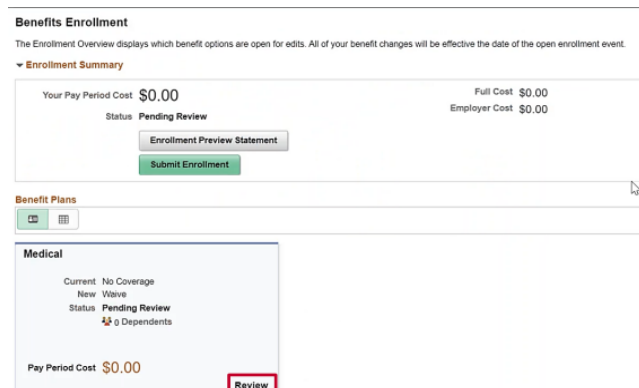 Benefits Enrollment
The Enrollment Overview displays which benefit options are open for edits. All of your benefit changes will be effective the date of the open enrollment event.
Enrollment Summary
Your Pay Period Cost $0.00
Full Cost $0.00
Status Pending Review
Employer Cost $0.00
Enrollment Preview Statement
Submit Enrollment
Benefit Plans
Medical
Current No Coverage
New Waive
Status Pending Review
0 Dependents
Pay Period Cost $0.00
Review